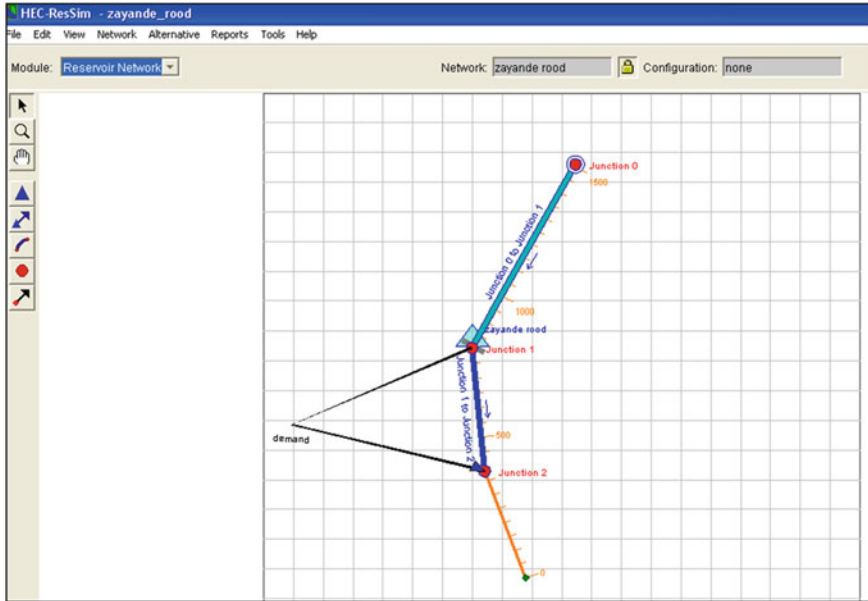 HEC-ResSim - zayande_rood
File Edit View Network Alternative Reports Tools Help
Module: Reservoir Network Network: zayande rood Configuration: none
Junction 0
1500
Junction 0 to Junction 1
1000
zayande rood
Junction 1
Junction 1 to Junction 2
500
demand
Junction 2
0